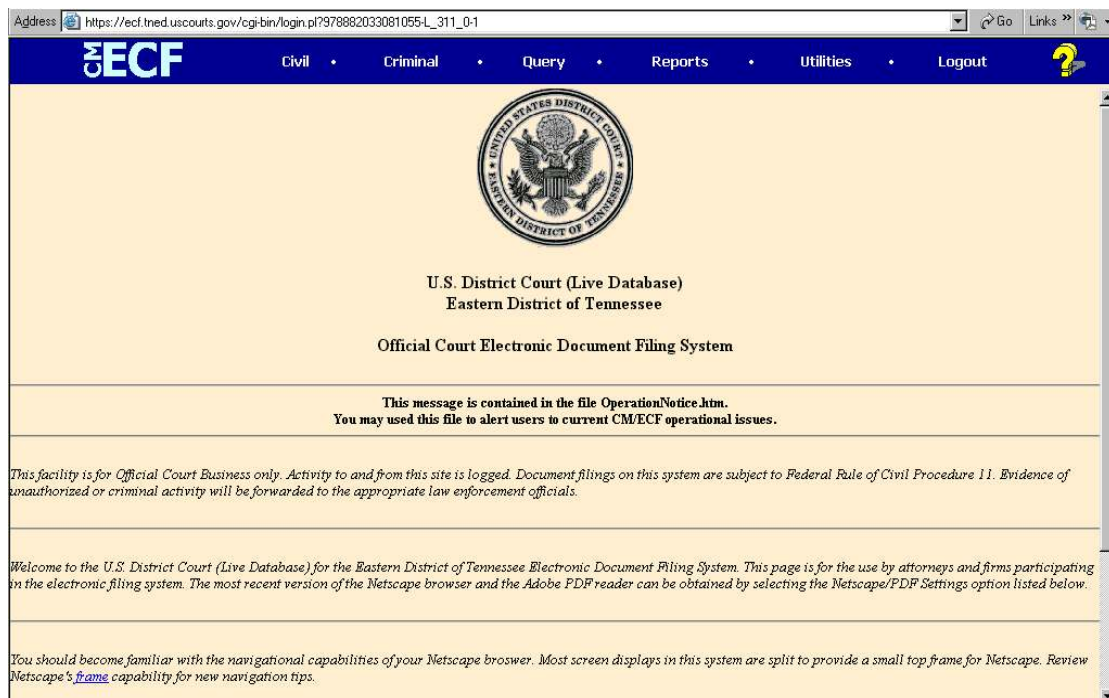 Address https://ecf.tned.uscourts.gov/cgi-bin/login.pl?978882033081055-L_311_0-1 Go Links »
CM ECF Civil • Criminal • Query • Reports • Utilities • Logout ?
UNITED STATES DISTRICT COURT
EASTERN DISTRICT OF TENNESSEE
U.S. District Court (Live Database)
Eastern District of Tennessee
Official Court Electronic Document Filing System
This message is contained in the file OperationNotice.htm.
You may used this file to alert users to current CM/ECF operational issues.
This facility is for Official Court Business only. Activity to and from this site is logged. Document filings on this system are subject to Federal Rule of Civil Procedure 11. Evidence of
unauthorized or criminal activity will be forwarded to the appropriate law enforcement officials.
Welcome to the U.S. District Court (Live Database) for the Eastern District of Tennessee Electronic Document Filing System. This page is for the use by attorneys and firms participating
in the electronic filing system. The most recent version of the Netscape browser and the Adobe PDF reader can be obtained by selecting the Netscape/PDF Settings option listed below.
You should become familiar with the navigational capabilities of your Netscape broswer. Most screen displays in this system are split to provide a small top frame for Netscape. Review
Netscape's frame capability for new navigation tips.